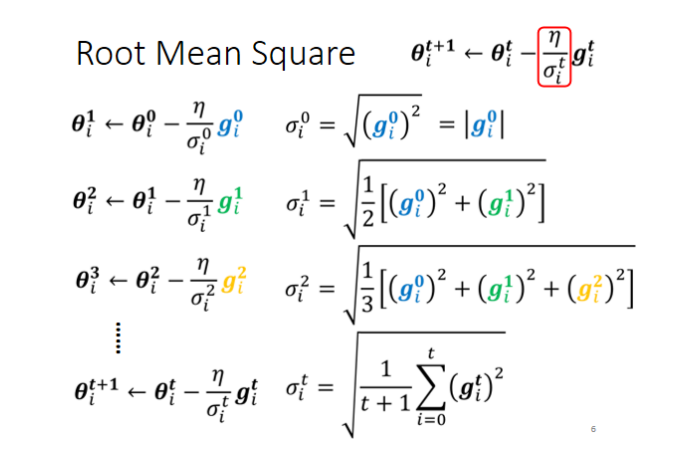 Root Mean Square θᵢᵗ⁺¹ ← θᵢᵗ − η/σᵢᵗ gᵢᵗ
θᵢ¹ ← θᵢ⁰ − η/σᵢ⁰ gᵢ⁰ σᵢ⁰ = √((gᵢ⁰)²) = |gᵢ⁰|
θᵢ² ← θᵢ¹ − η/σᵢ¹ gᵢ¹ σᵢ¹ = √(1/2[(gᵢ⁰)² + (gᵢ¹)²])
θᵢ³ ← θᵢ² − η/σᵢ² gᵢ² σᵢ² = √(1/3[(gᵢ⁰)² + (gᵢ¹)² + (gᵢ²)²])
......
θᵢᵗ⁺¹ ← θᵢᵗ − η/σᵢᵗ gᵢᵗ σᵢᵗ = √(1/(t + 1) ∑_{i=0}^{t} (gᵢᵗ)²)
6